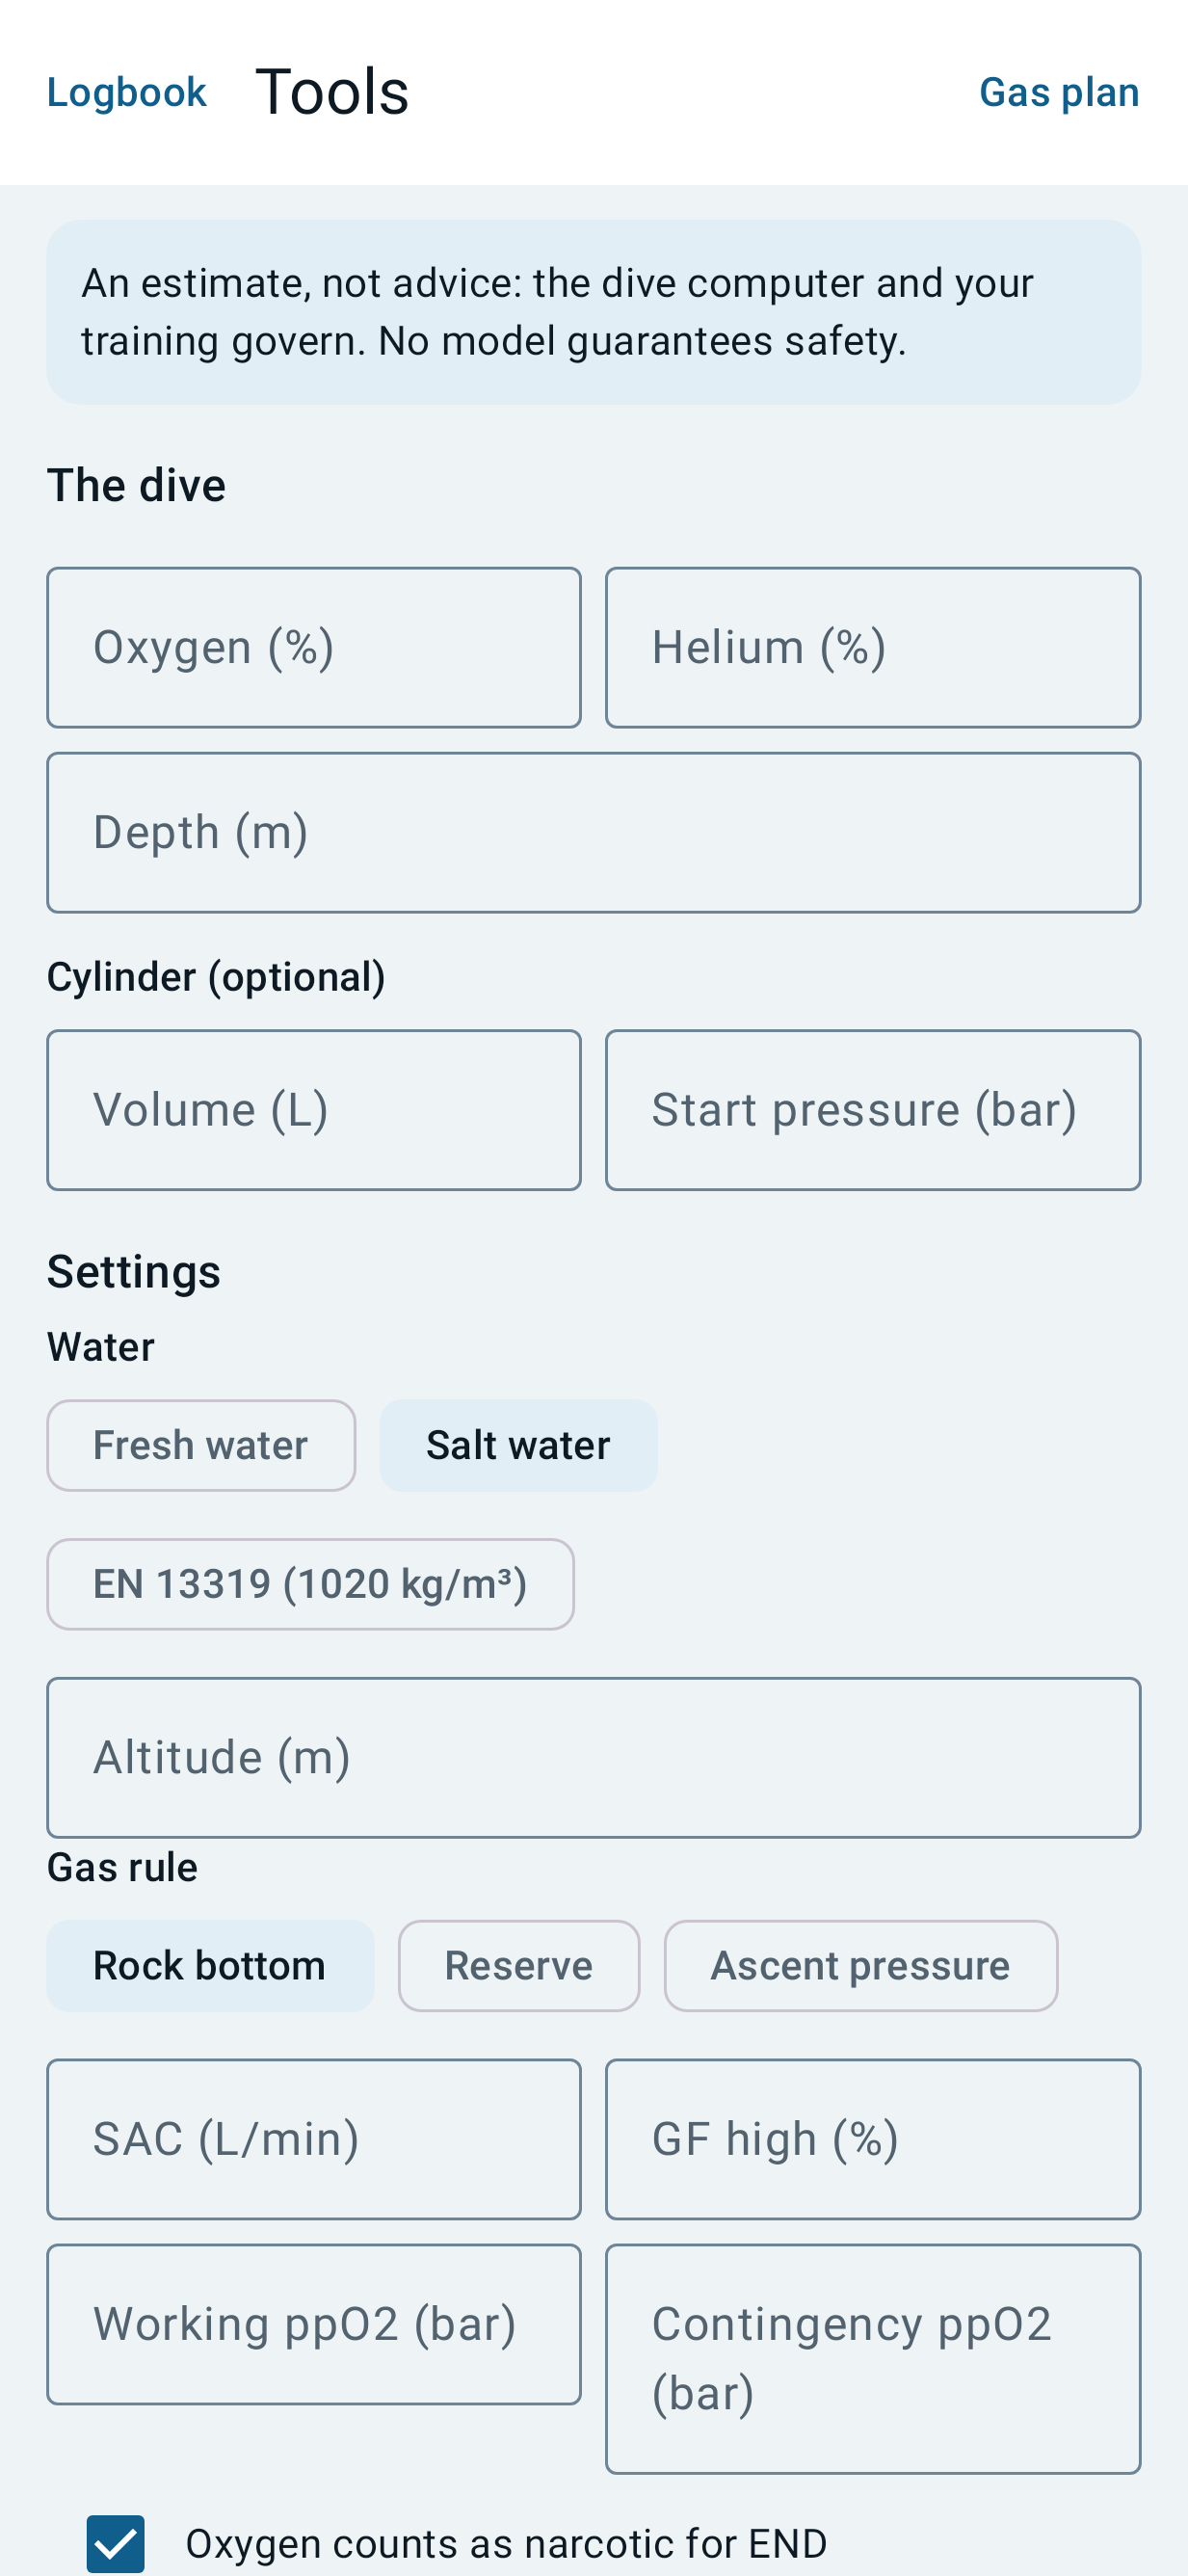 Logbook
Tools
Gas plan
An estimate, not advice: the dive computer and your
training govern. No model guarantees safety.
The dive
Oxygen (%)
Helium (%)
Depth (m)
Cylinder (optional)
Volume (L)
Start pressure (bar)
Settings
Water
Fresh water
Salt water
EN 13319 (1020 kg/m³)
Altitude (m)
Gas rule
Rock bottom
Reserve
Ascent pressure
SAC (L/min)
GF high (%)
Working ppO2 (bar)
Contingency ppO2
(bar)
Oxygen counts as narcotic for END